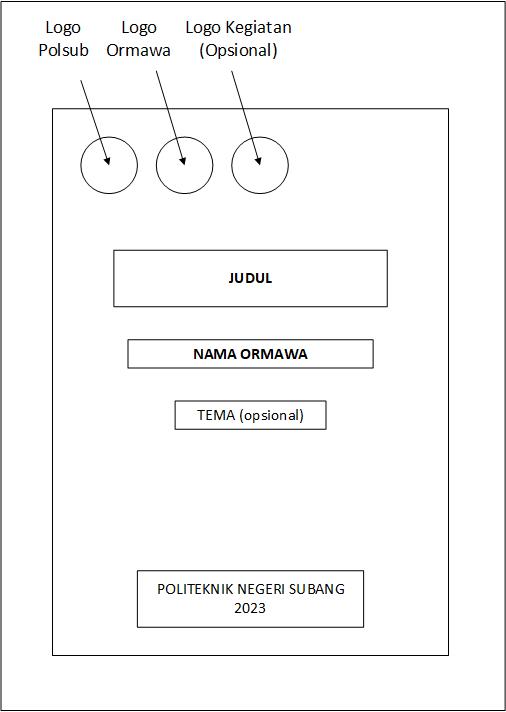 Logo
Polsub
Logo
Ormawa
Logo Kegiatan
(Opsional)
JUDUL
NAMA ORMAWA
TEMA (opsional)
POLITEKNIK NEGERI SUBANG
2023